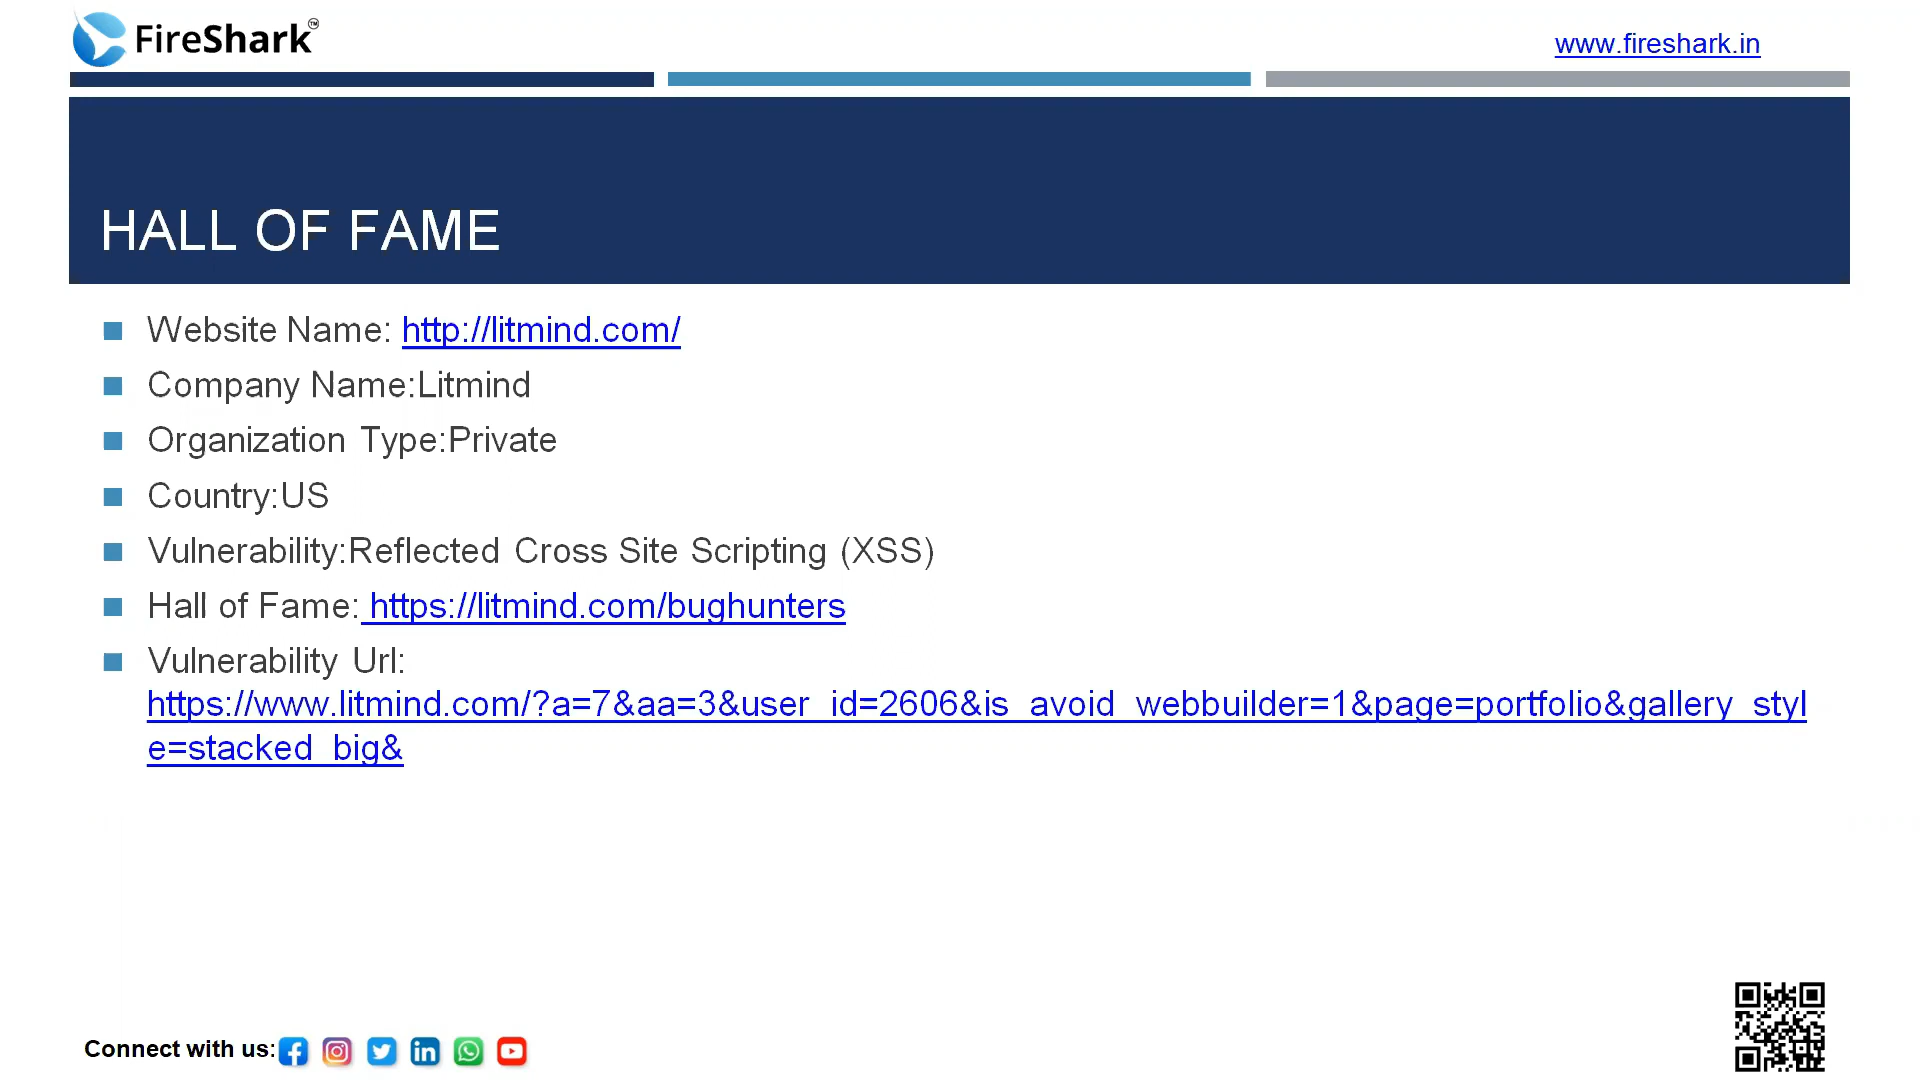 FireShark™
www.fireshark.in
HALL OF FAME
Website Name: http://litmind.com/
Company Name:Litmind
Organization Type:Private
Country:US
Vulnerability:Reflected Cross Site Scripting (XSS)
Hall of Fame: https://litmind.com/bughunters
Vulnerability Url:
https://www.litmind.com/?a=7&aa=3&user_id=2606&is_avoid_webbuilder=1&page=portfolio&gallery_styl
e=stacked_big&
Connect with us: